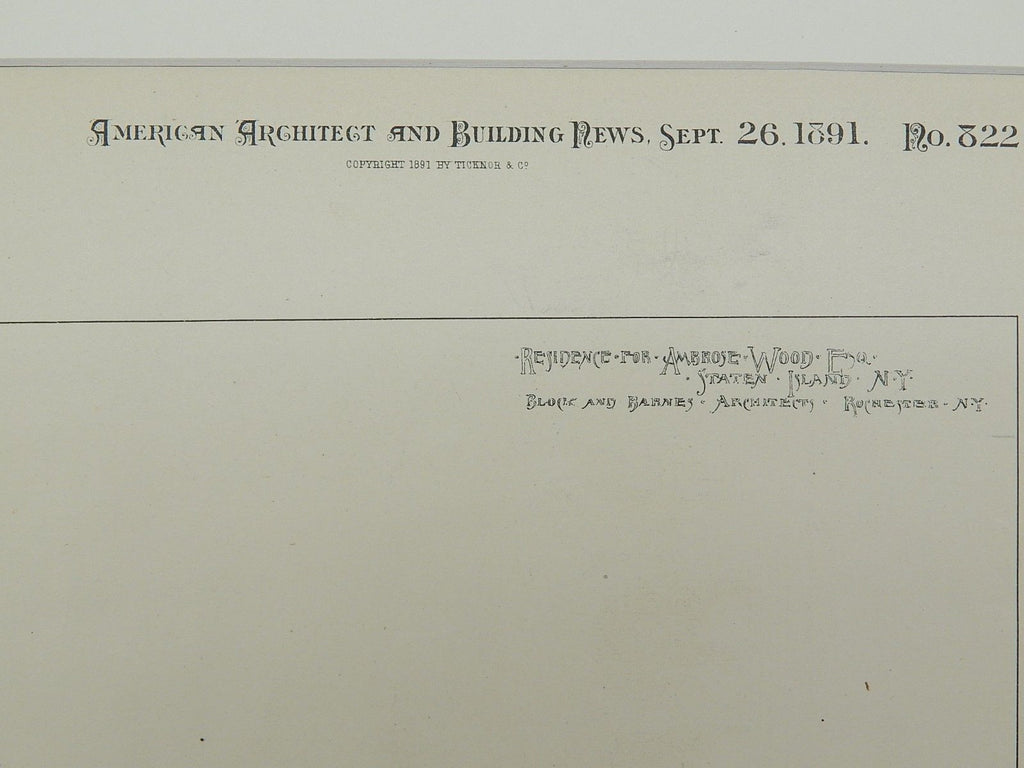 American Architect and Building News, Sept. 26. 1891. No. 822
COPYRIGHT 1891 BY TICKNOR & Co
·Residence·for·Ambrose·Wood·Esq.·
·Staten·Island·N·Y·
Block and Barnes·Architects·Rochester·N·Y·